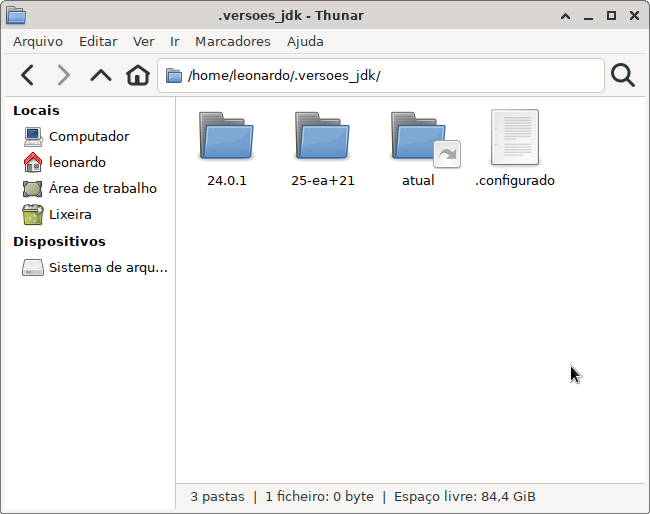 .versoes_jdk - Thunar
Arquivo Editar Ver Ir Marcadores Ajuda
/home/leonardo/.versoes_jdk/
Locais
Computador
leonardo
Área de trabalho
Lixeira
Dispositivos
Sistema de arqu...
24.0.1 25-ea+21 atual .configurado
3 pastas | 1 ficheiro: 0 byte | Espaço livre: 84,4 GiB